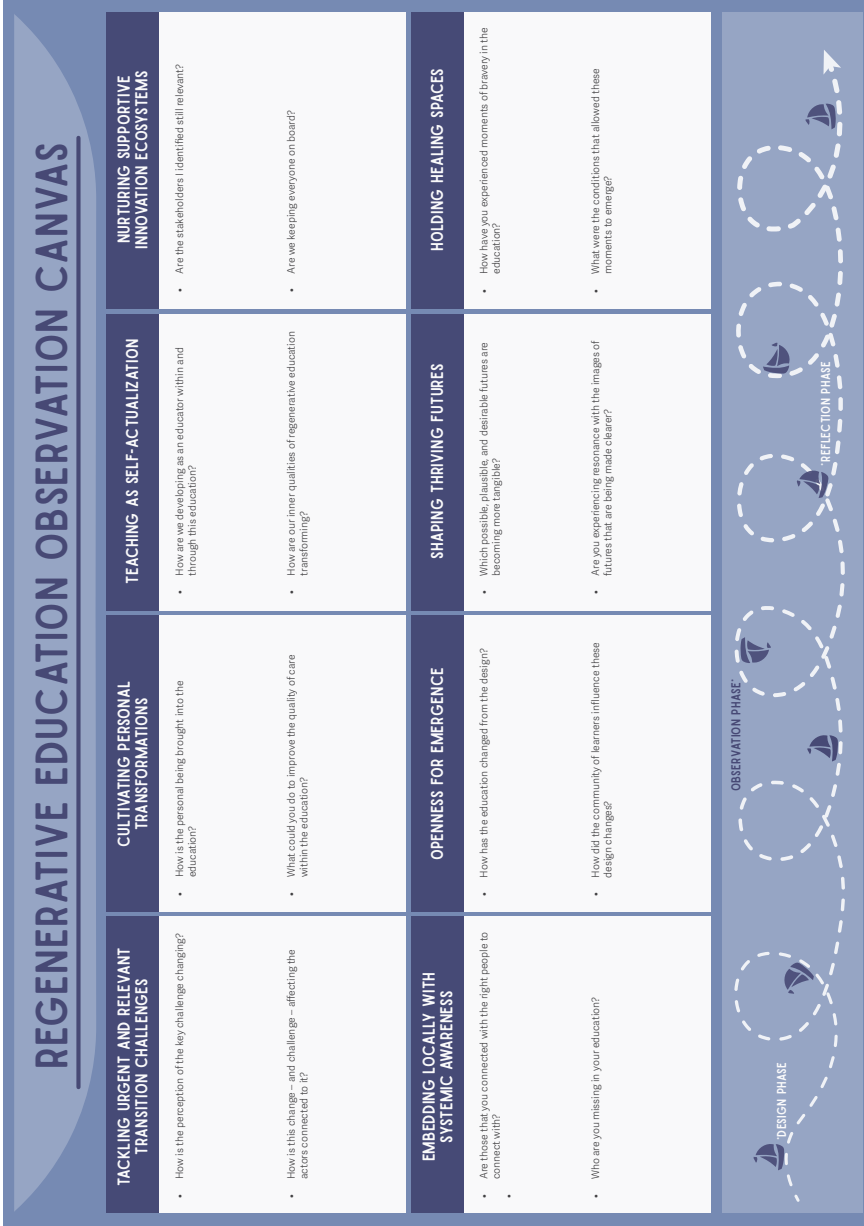 REGENERATIVE EDUCATION OBSERVATION CANVAS
TACKLING URGENT AND RELEVANT
TRANSITION CHALLENGES
• How is the perception of the key challenge changing?
• How is this change – and challenge – affecting the
actors connected to it?
CULTIVATING PERSONAL
TRANSFORMATIONS
• How is the personal being brought into the
education?
• What could you do to improve the quality of care
within the education?
TEACHING AS SELF-ACTUALIZATION
• How are we developing as an educator within and
through this education?
• How are our inner qualities of regenerative education
transforming?
NURTURING SUPPORTIVE
INNOVATION ECOSYSTEMS
• Are the stakeholders I identified still relevant?
• Are we keeping everyone on board?
EMBEDDING LOCALLY WITH
SYSTEMIC AWARENESS
• Are those that you connected with the right people to
connect with?
•
• Who are you missing in your education?
OPENNESS FOR EMERGENCE
• How has the education changed from the design?
• How did the community of learners influence these
design changes?
SHAPING THRIVING FUTURES
• Which possible, plausible, and desirable futures are
becoming more tangible?
• Are you experiencing resonance with the images of
futures that are being made clearer?
HOLDING HEALING SPACES
• How have you experienced moments of bravery in the
education?
• What were the conditions that allowed these
moments to emerge?
'DESIGN PHASE
OBSERVATION PHASE'
'REFLECTION PHASE